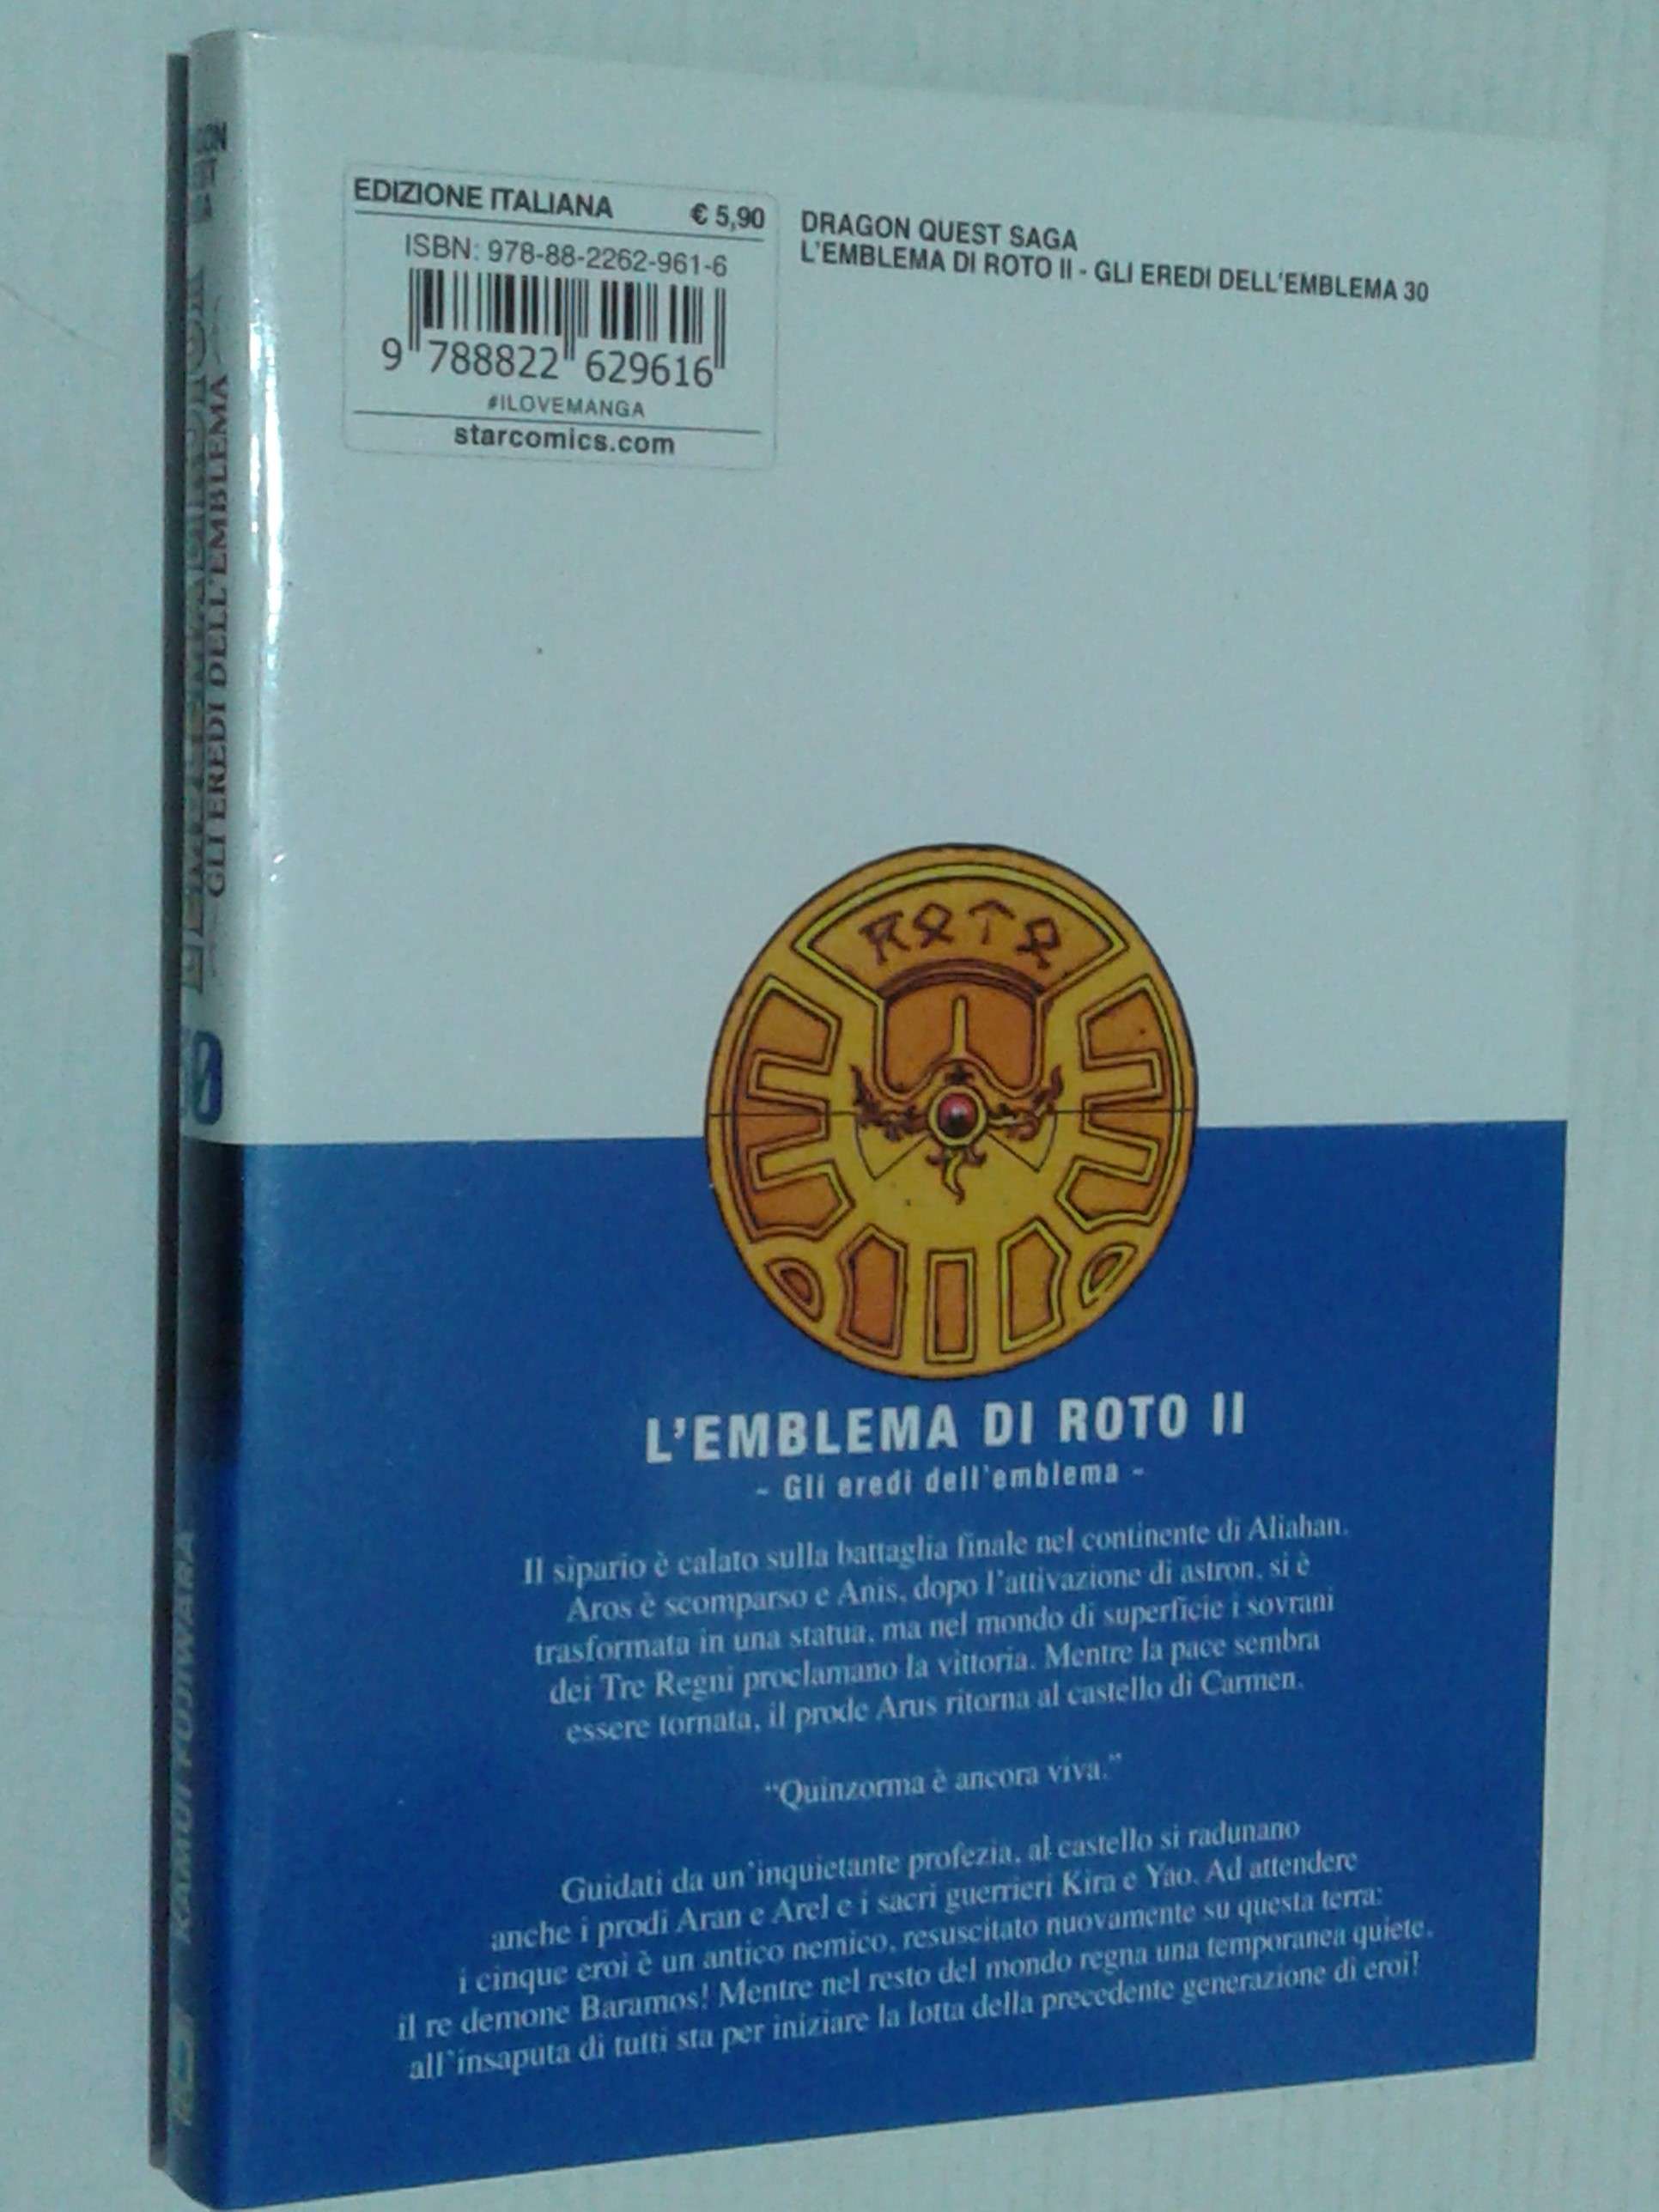 EDIZIONE ITALIANA € 5,90
ISBN: 978-88-2262-961-6
9 788822 629616
#ILOVEMANGA
starcomics.com
DRAGON QUEST SAGA
L'EMBLEMA DI ROTO II - GLI EREDI DELL'EMBLEMA 30
GLI EREDI DELL'EMBLEMA
KAMUI FUJIWARA
ROTO
L'EMBLEMA DI ROTO II
~ Gli eredi dell'emblema ~
Il sipario è calato sulla battaglia finale nel continente di Aliahan.
Aros è scomparso e Anis, dopo l'attivazione di astron, si è
trasformata in una statua, ma nel mondo di superficie i sovrani
dei Tre Regni proclamano la vittoria. Mentre la pace sembra
essere tornata, il prode Arus ritorna al castello di Carmen.
“Quinzorma è ancora viva.”
Guidati da un'inquietante profezia, al castello si radunano
anche i prodi Aran e Arel e i sacri guerrieri Kira e Yao. Ad attendere
i cinque eroi è un antico nemico, resuscitato nuovamente su questa terra:
il re demone Baramos! Mentre nel resto del mondo regna una temporanea quiete,
all'insaputa di tutti sta per iniziare la lotta della precedente generazione di eroi!